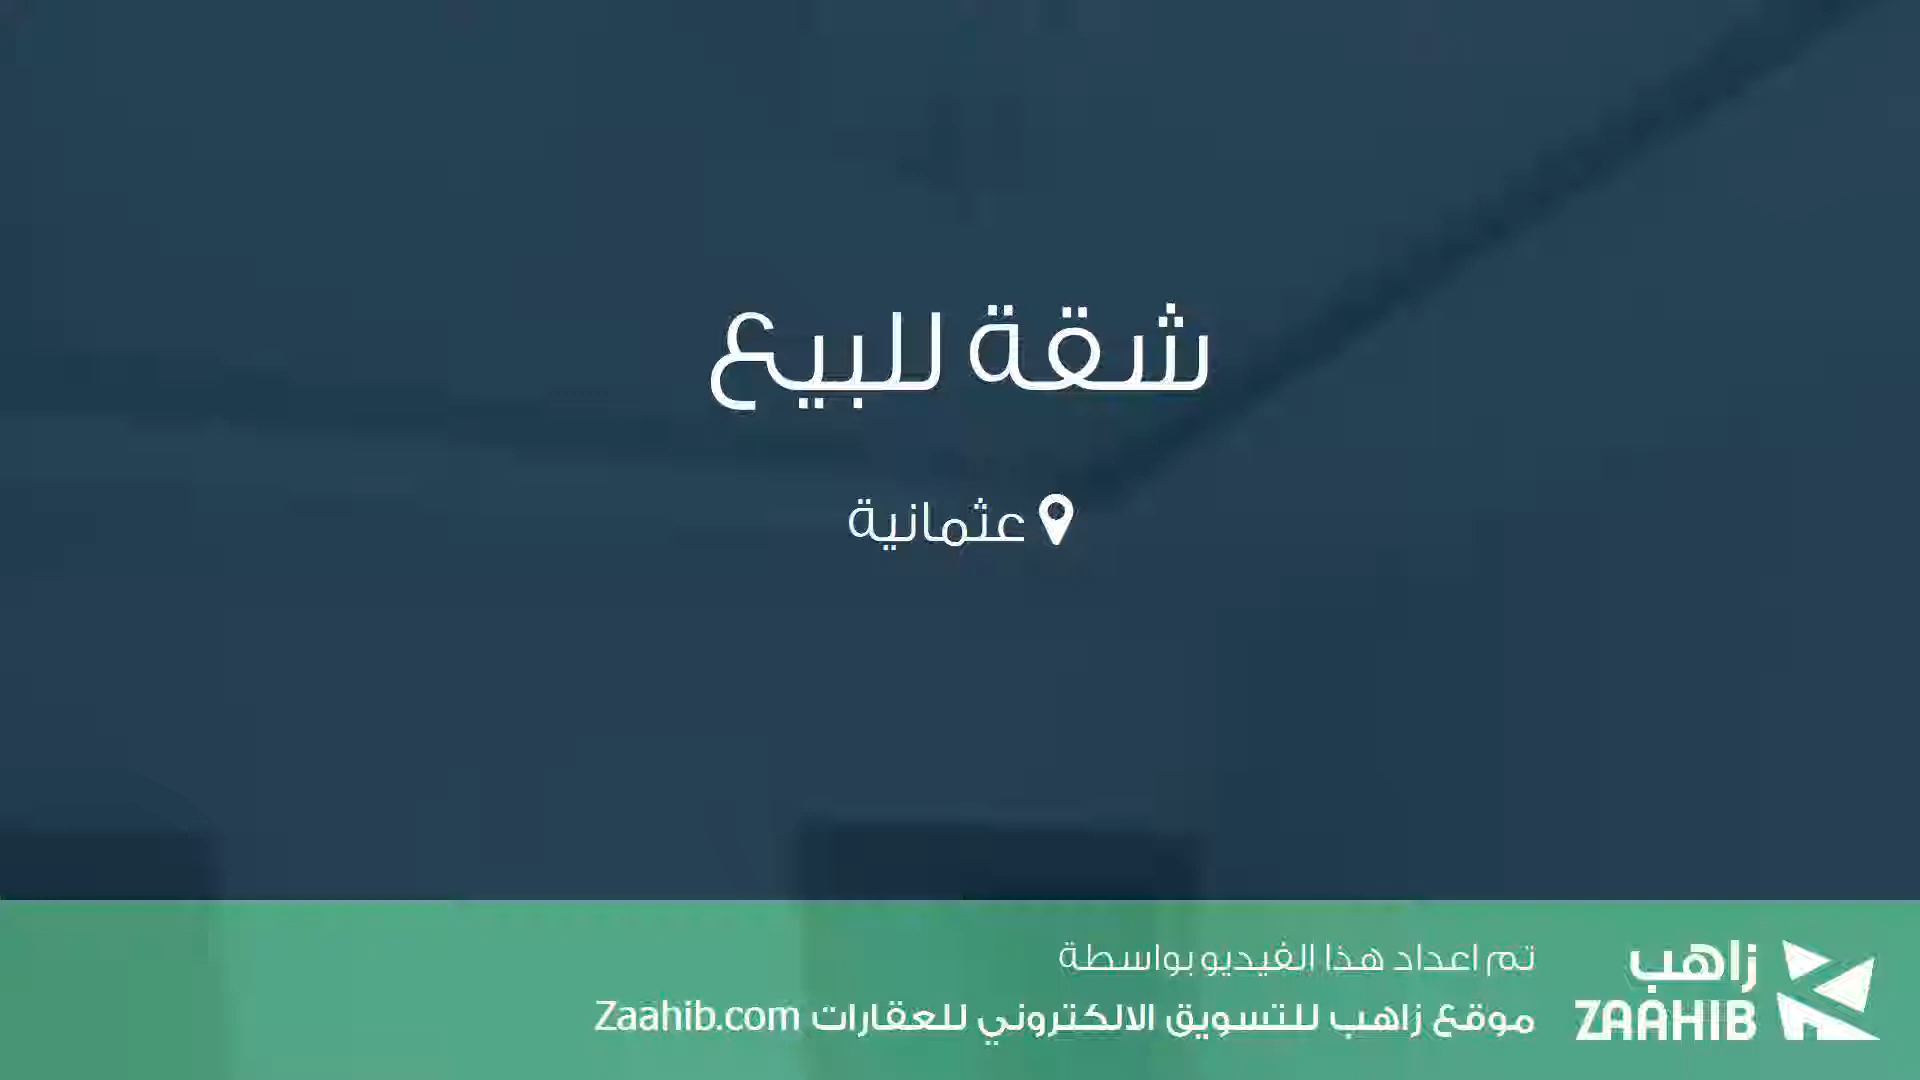 شقة للبيع
عثمانية
تم اعداد هذا الفيديو بواسطة
موقع زاهب للتسويق الالكتروني للعقارات Zaahib.com
زاهب
ZAAHIB